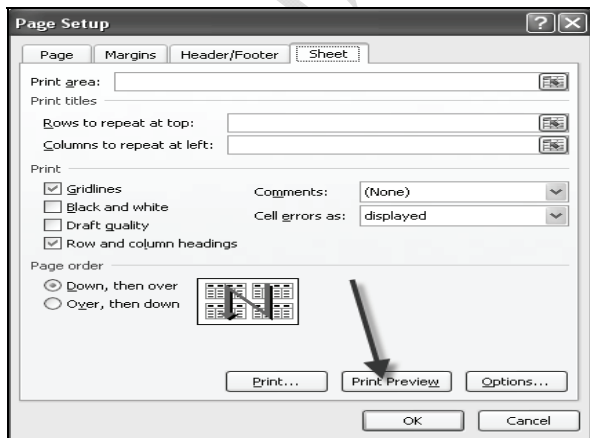 Page Setup
Page Margins Header/Footer Sheet
Print area:
Print titles
Rows to repeat at top:
Columns to repeat at left:
Print
Gridlines Comments: (None)
Black and white Cell errors as: displayed
Draft quality
Row and column headings
Page order
Down, then over
Over, then down
Print... Print Preview Options...
OK Cancel